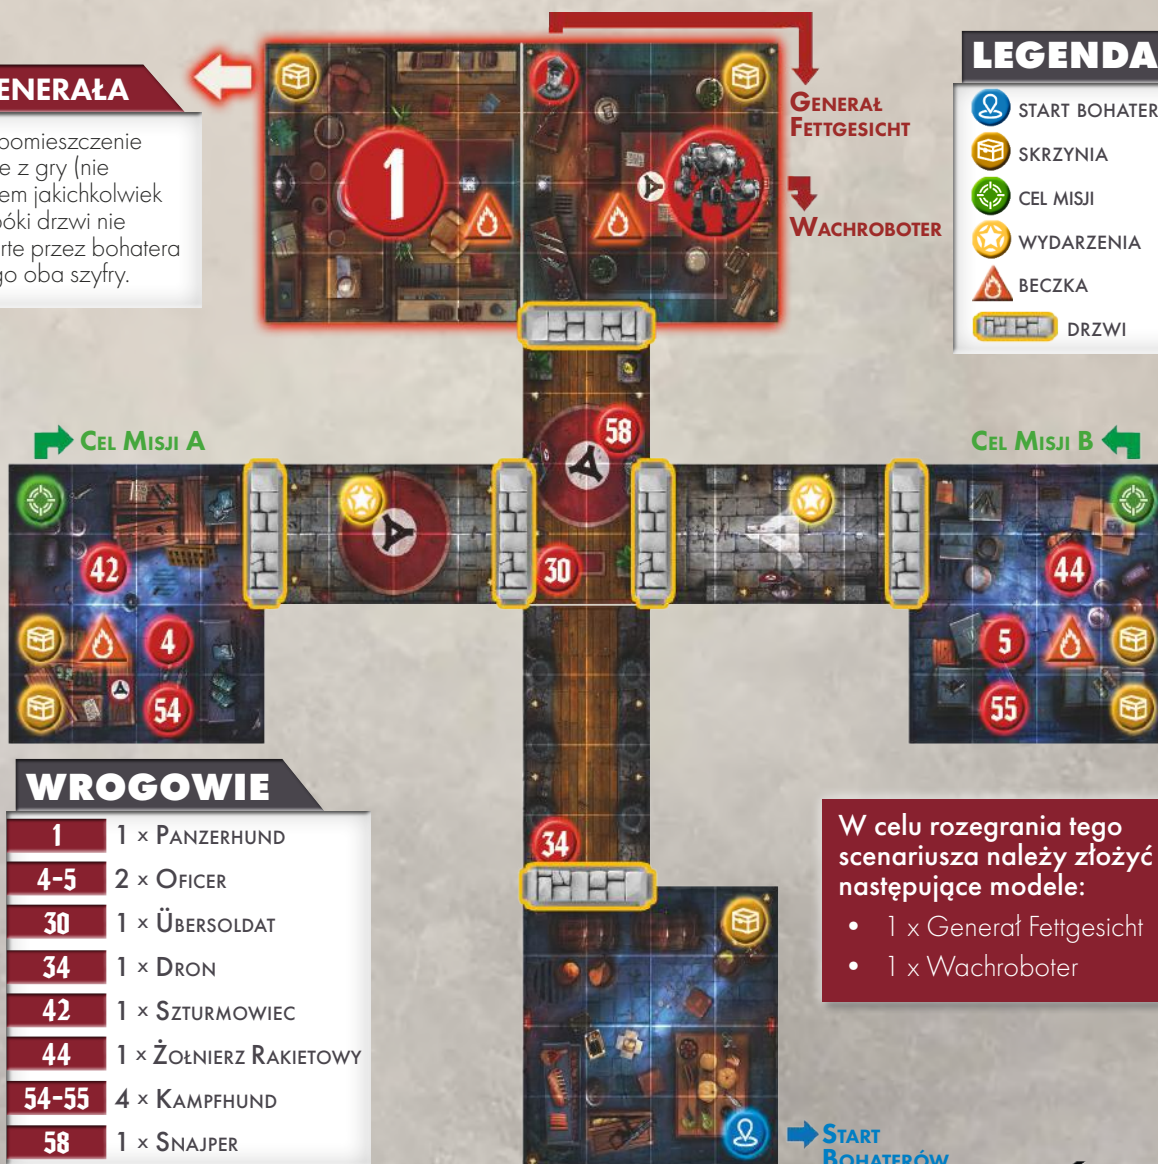 ENERAŁA
pomieszczenie
e z gry (nie
em jakichkolwiek
póki drzwi nie
rte przez bohatera
go oba szyfry.
Generał
Fettgesicht
Wachroboter
LEGENDA
START BOHATER
SKRZYNIA
CEL MISJI
WYDARZENIA
BECZKA
DRZWI
1
58
Cel Misji A
Cel Misji B
42
30
44
4
5
54
55
34
WROGOWIE
1 1 x Panzerhund
4-5 2 x Oficer
30 1 x Übersoldat
34 1 x Dron
42 1 x Szturmowiec
44 1 x Żołnierz Rakietowy
54-55 4 x Kampfhund
58 1 x Snajper
W celu rozegrania tego
scenariusza należy złożyć
następujące modele:
• 1 x Generał Fettgesicht
• 1 x Wachroboter
Start
Bohaterów